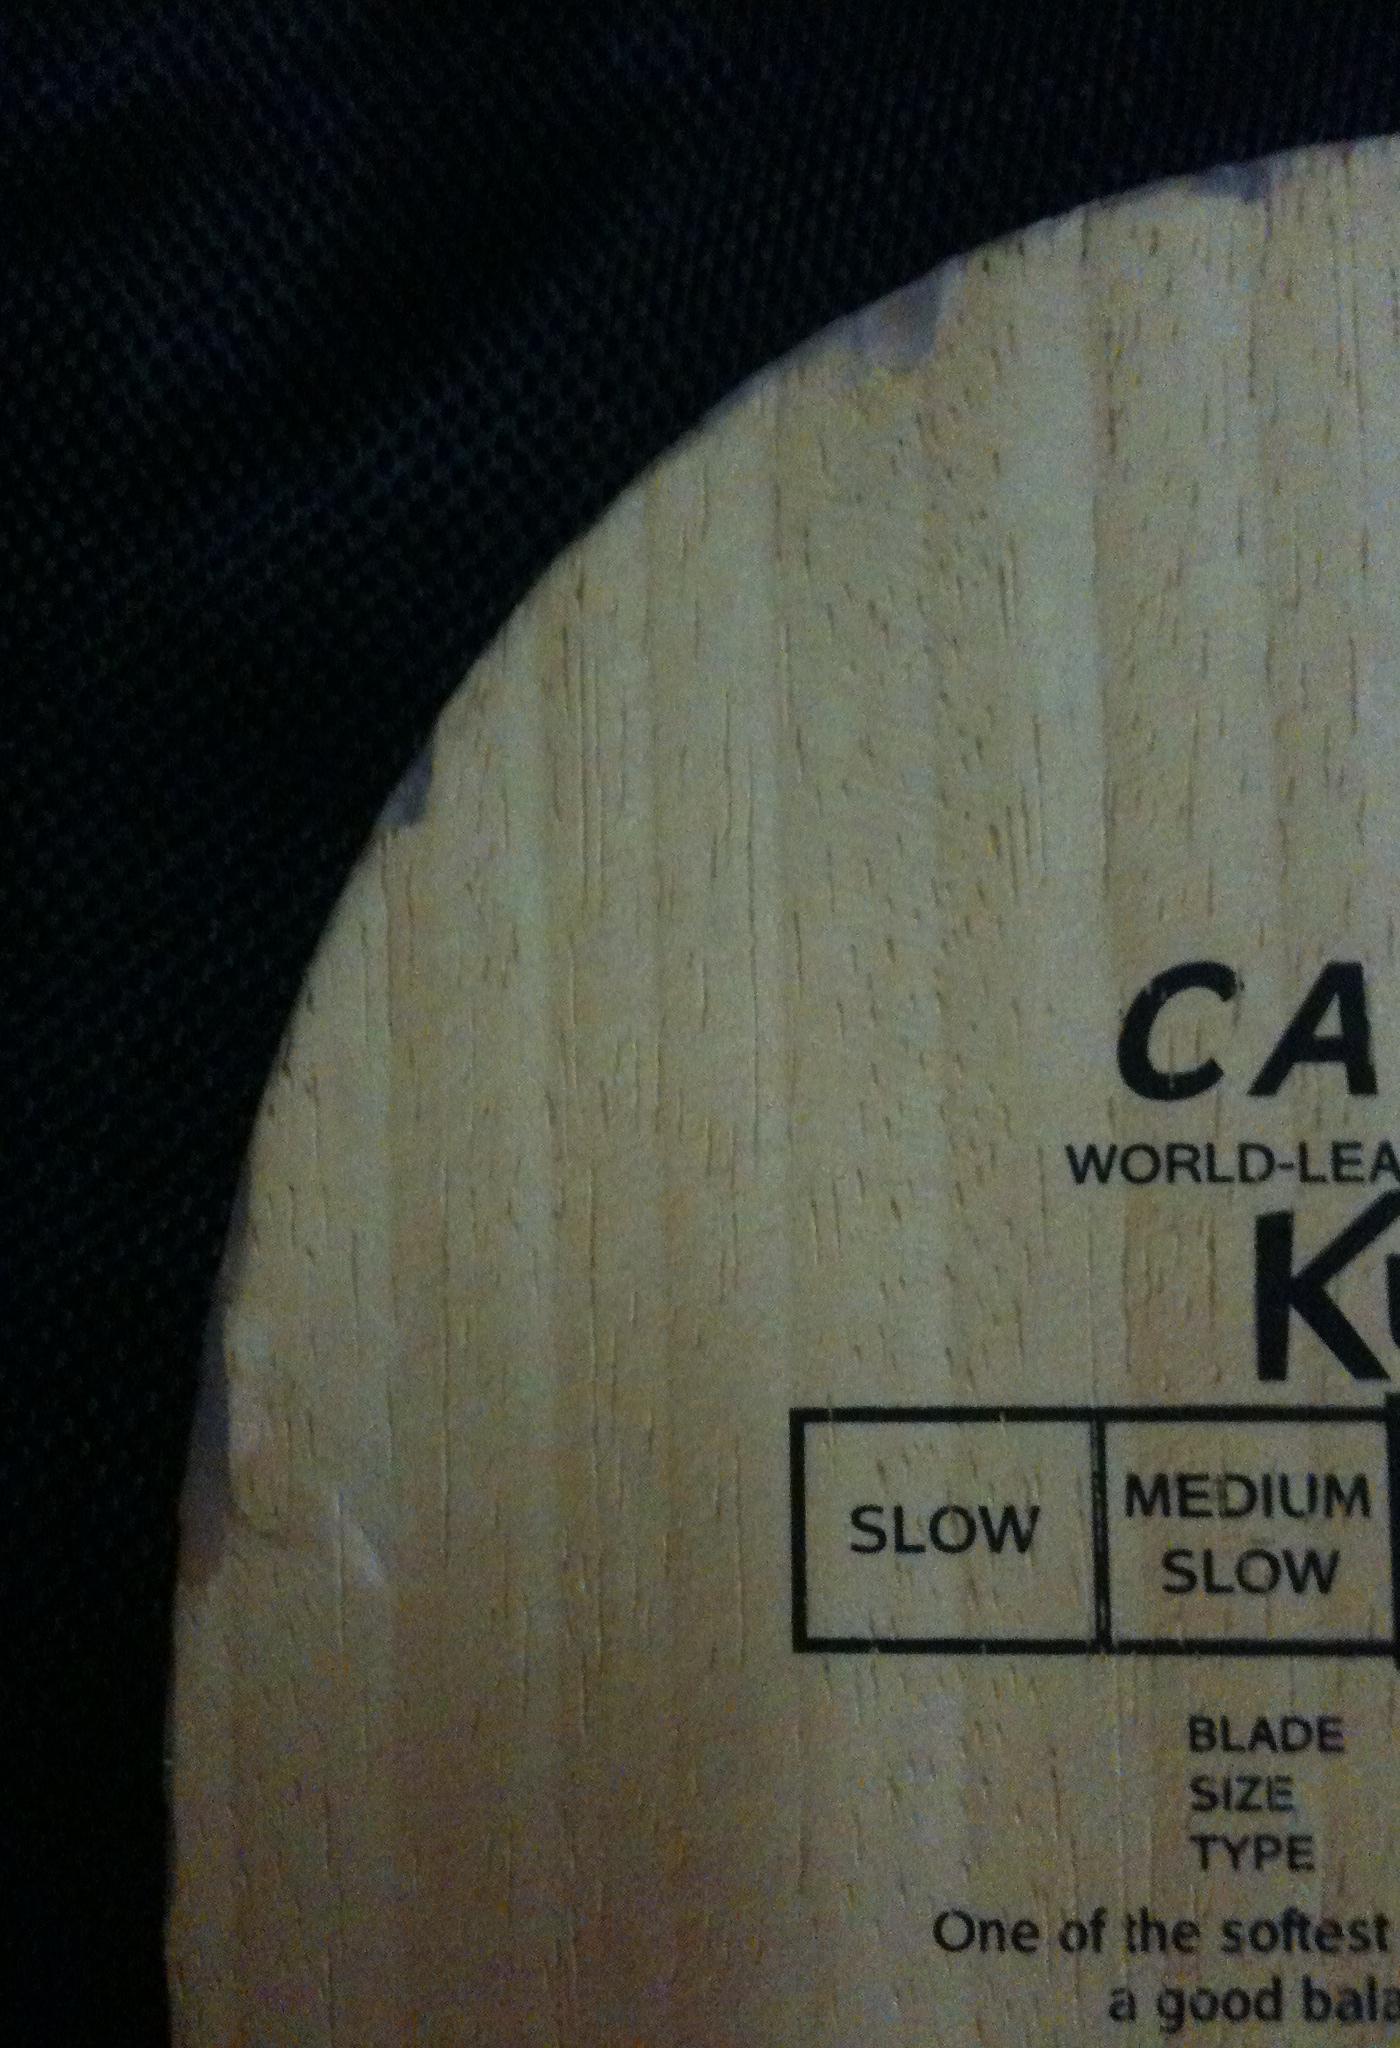 CA
WORLD-LEA
K
SLOW
MEDIUM
SLOW
BLADE
SIZE
TYPE
One of the softest
a good bala